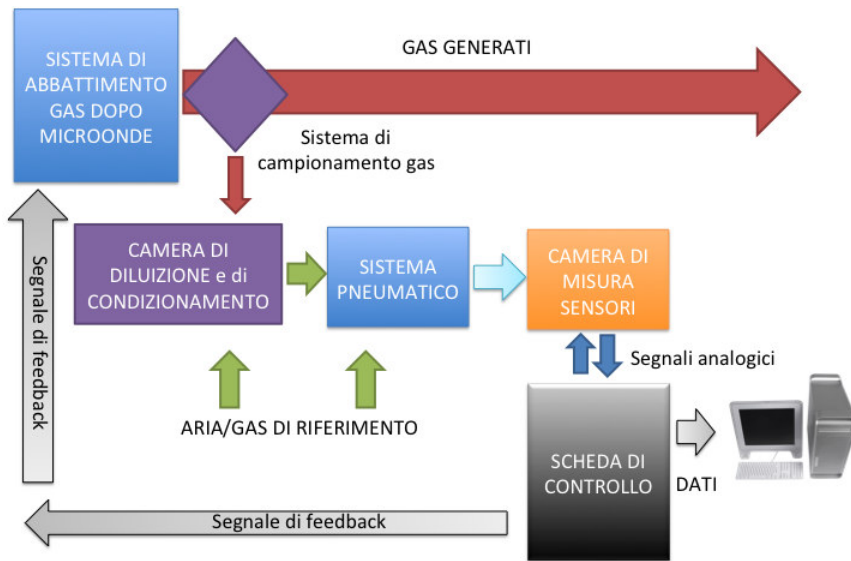 SISTEMA DI
ABBATTIMENTO
GAS DOPO
MICROONDE
GAS GENERATI
Sistema di
campionamento gas
Segnale di feedback
CAMERA DI
DILUIZIONE e di
CONDIZIONAMENTO
SISTEMA
PNEUMATICO
CAMERA DI
MISURA
SENSORI
Segnali analogici
ARIA/GAS DI RIFERIMENTO
SCHEDA DI
CONTROLLO
DATI
Segnale di feedback